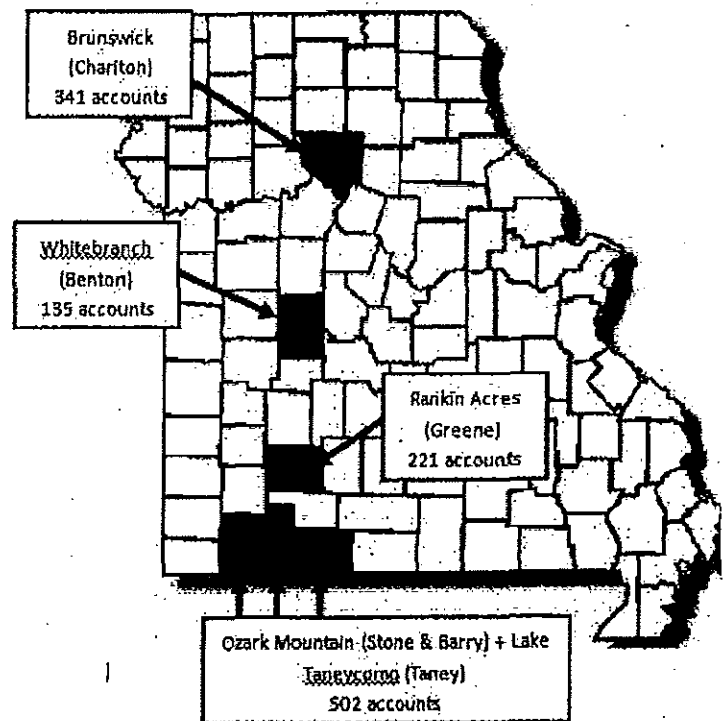 Brunswick
(Chariton)
341 accounts
Whitebranch
(Benton)
135 accounts
Rankin Acres
(Greene)
221 accounts
Ozark Mountain (Stone & Barry) + Lake
Taneycomo (Taney)
502 accounts